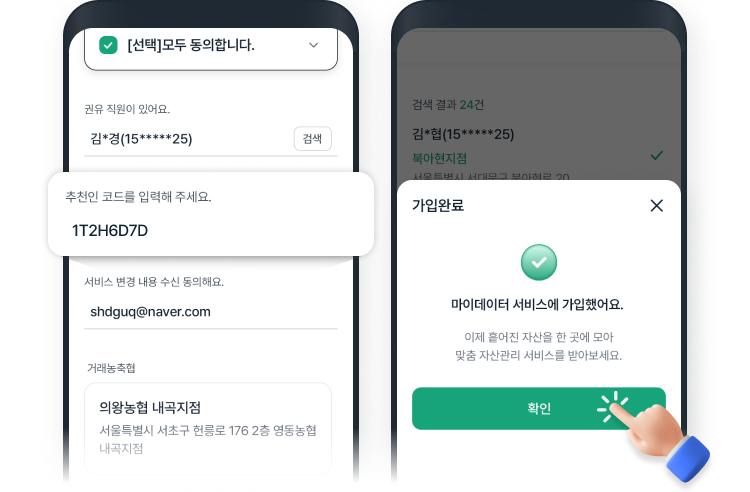 [선택]모두 동의합니다.
권유 직원이 있어요.
김*경(15*****25)
검색
추천인 코드를 입력해 주세요.
1T2H6D7D
서비스 변경 내용 수신 동의해요.
shdguq@naver.com
거래농축협
의왕농협 내곡지점
서울특별시 서초구 헌릉로 176 2층 영동농협
내곡지점
검색 결과 24건
김*협(15*****25)
북아현지점
서울특별시 서대문구 북아현로 20
가입완료
마이데이터 서비스에 가입했어요.
이제 흩어진 자산을 한 곳에 모아
맞춤 자산관리 서비스를 받아보세요.
확인